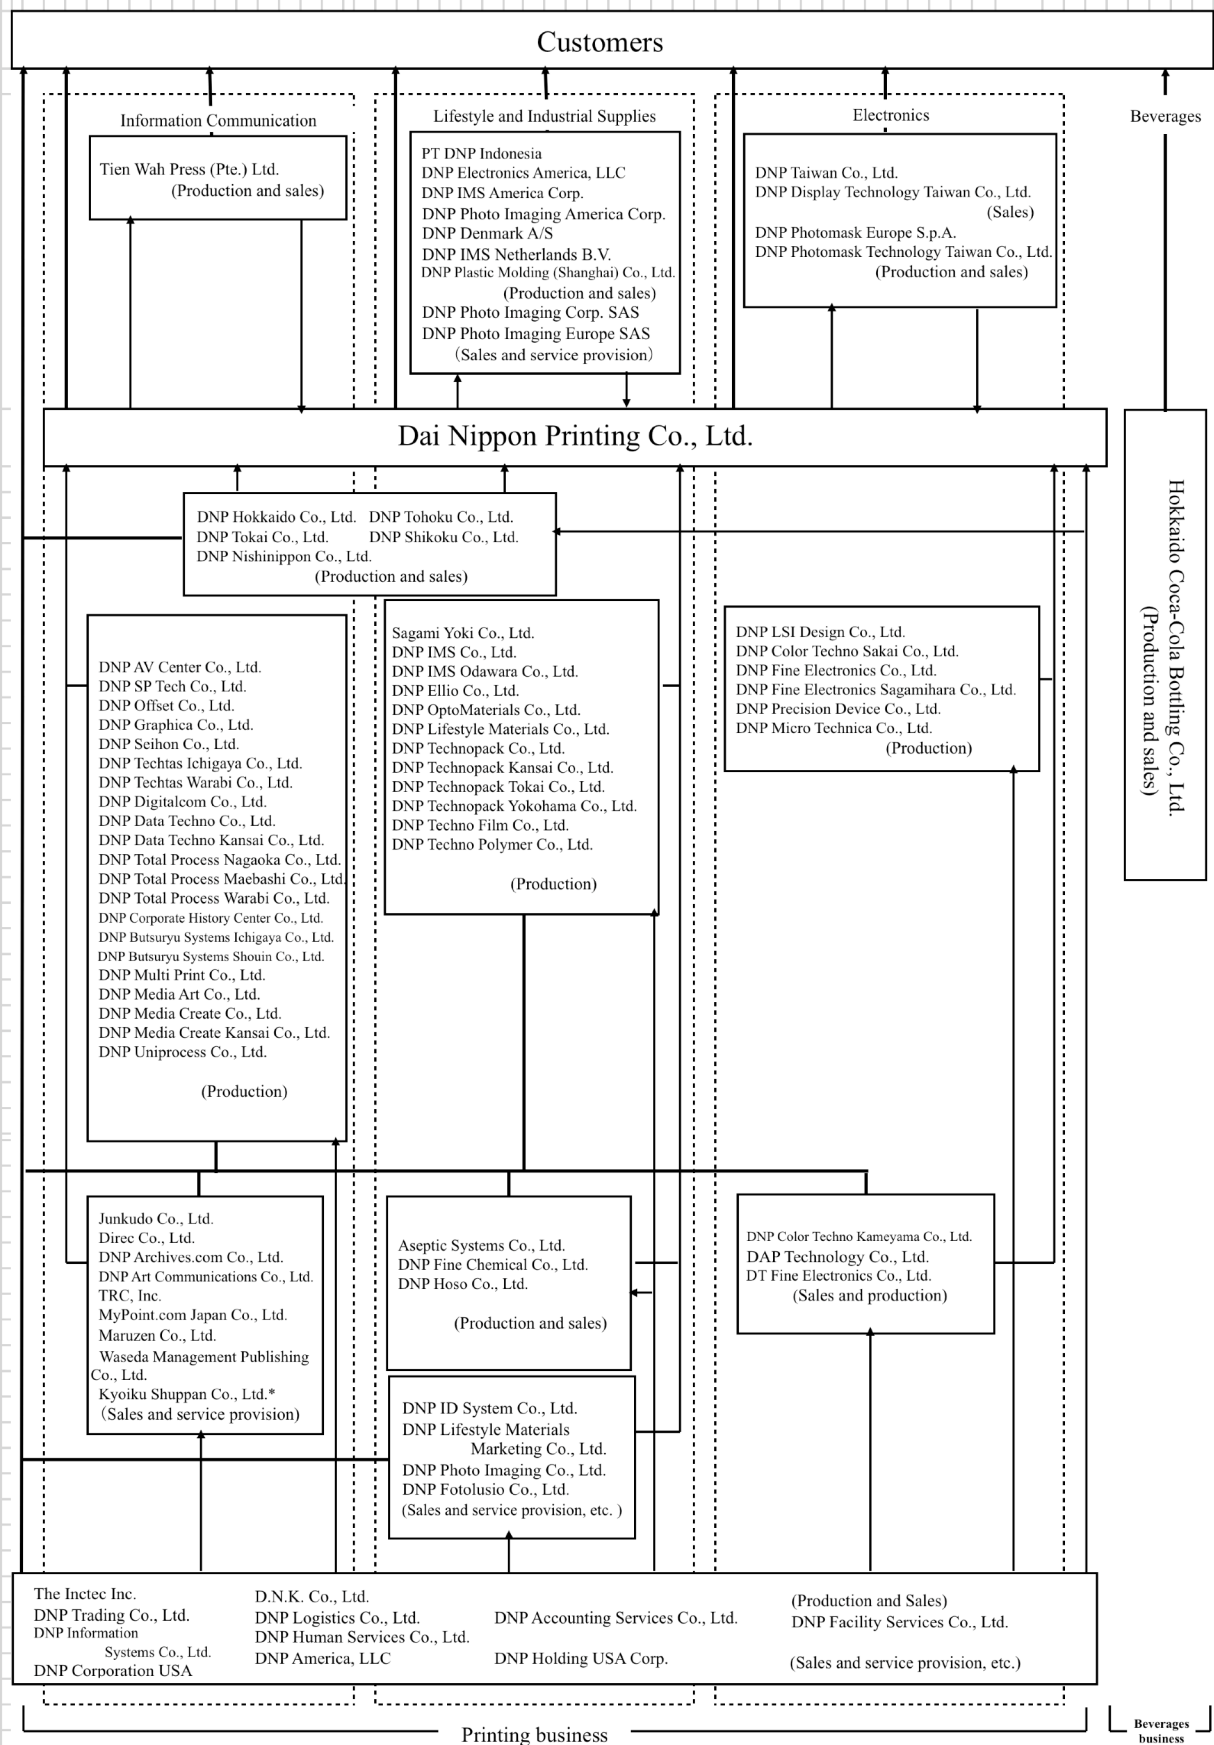 Customers
Information Communication
Tien Wah Press (Pte.) Ltd.
(Production and sales)
Lifestyle and Industrial Supplies
PT DNP Indonesia
DNP Electronics America, LLC
DNP IMS America Corp.
DNP Photo Imaging America Corp.
DNP Denmark A/S
DNP IMS Netherlands B.V.
DNP Plastic Molding (Shanghai) Co., Ltd.
(Production and sales)
DNP Photo Imaging Corp. SAS
DNP Photo Imaging Europe SAS
(Sales and service provision)
Electronics
DNP Taiwan Co., Ltd.
DNP Display Technology Taiwan Co., Ltd.
(Sales)
DNP Photomask Europe S.p.A.
DNP Photomask Technology Taiwan Co., Ltd.
(Production and sales)
Beverages
Dai Nippon Printing Co., Ltd.
Hokkaido Coca-Cola Bottling Co., Ltd.
(Production and sales)
DNP Hokkaido Co., Ltd. DNP Tohoku Co., Ltd.
DNP Tokai Co., Ltd. DNP Shikoku Co., Ltd.
DNP Nishinippon Co., Ltd.
(Production and sales)
DNP AV Center Co., Ltd.
DNP SP Tech Co., Ltd.
DNP Offset Co., Ltd.
DNP Graphica Co., Ltd.
DNP Seihon Co., Ltd.
DNP Techtas Ichigaya Co., Ltd.
DNP Techtas Warabi Co., Ltd.
DNP Digitalcom Co., Ltd.
DNP Data Techno Co., Ltd.
DNP Data Techno Kansai Co., Ltd.
DNP Total Process Nagaoka Co., Ltd.
DNP Total Process Maebashi Co., Ltd.
DNP Total Process Warabi Co., Ltd.
DNP Corporate History Center Co., Ltd.
DNP Butsuryu Systems Ichigaya Co., Ltd.
DNP Butsuryu Systems Shouin Co., Ltd.
DNP Multi Print Co., Ltd.
DNP Media Art Co., Ltd.
DNP Media Create Co., Ltd.
DNP Media Create Kansai Co., Ltd.
DNP Uniprocess Co., Ltd.
(Production)
Sagami Yoki Co., Ltd.
DNP IMS Co., Ltd.
DNP IMS Odawara Co., Ltd.
DNP Ellio Co., Ltd.
DNP OptoMaterials Co., Ltd.
DNP Lifestyle Materials Co., Ltd.
DNP Technopack Co., Ltd.
DNP Technopack Kansai Co., Ltd.
DNP Technopack Tokai Co., Ltd.
DNP Technopack Yokohama Co., Ltd.
DNP Techno Film Co., Ltd.
DNP Techno Polymer Co., Ltd.
(Production)
DNP LSI Design Co., Ltd.
DNP Color Techno Sakai Co., Ltd.
DNP Fine Electronics Co., Ltd.
DNP Fine Electronics Sagamihara Co., Ltd.
DNP Precision Device Co., Ltd.
DNP Micro Technica Co., Ltd.
(Production)
Junkudo Co., Ltd.
Direc Co., Ltd.
DNP Archives.com Co., Ltd.
DNP Art Communications Co., Ltd.
TRC, Inc.
MyPoint.com Japan Co., Ltd.
Maruzen Co., Ltd.
Waseda Management Publishing
Co., Ltd.
Kyoiku Shuppan Co., Ltd.*
(Sales and service provision)
Aseptic Systems Co., Ltd.
DNP Fine Chemical Co., Ltd.
DNP Hoso Co., Ltd.
(Production and sales)
DNP ID System Co., Ltd.
DNP Lifestyle Materials
Marketing Co., Ltd.
DNP Photo Imaging Co., Ltd.
DNP Fotolusio Co., Ltd.
(Sales and service provision, etc. )
DNP Color Techno Kameyama Co., Ltd.
DAP Technology Co., Ltd.
DT Fine Electronics Co., Ltd.
(Sales and production)
The Inctec Inc.
DNP Trading Co., Ltd.
DNP Information
Systems Co., Ltd.
DNP Corporation USA
D.N.K. Co., Ltd.
DNP Logistics Co., Ltd.
DNP Human Services Co., Ltd.
DNP America, LLC
DNP Accounting Services Co., Ltd.
DNP Holding USA Corp.
(Production and Sales)
DNP Facility Services Co., Ltd.
(Sales and service provision, etc.)
Printing business
Beverages
business